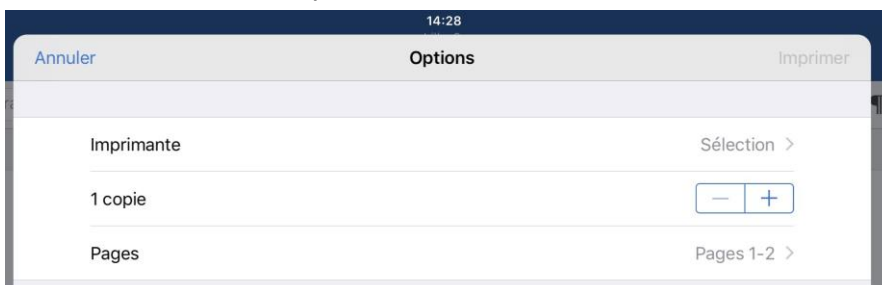 14:28
Annuler Options Imprimer
Imprimante Sélection >
1 copie − +
Pages Pages 1-2 >